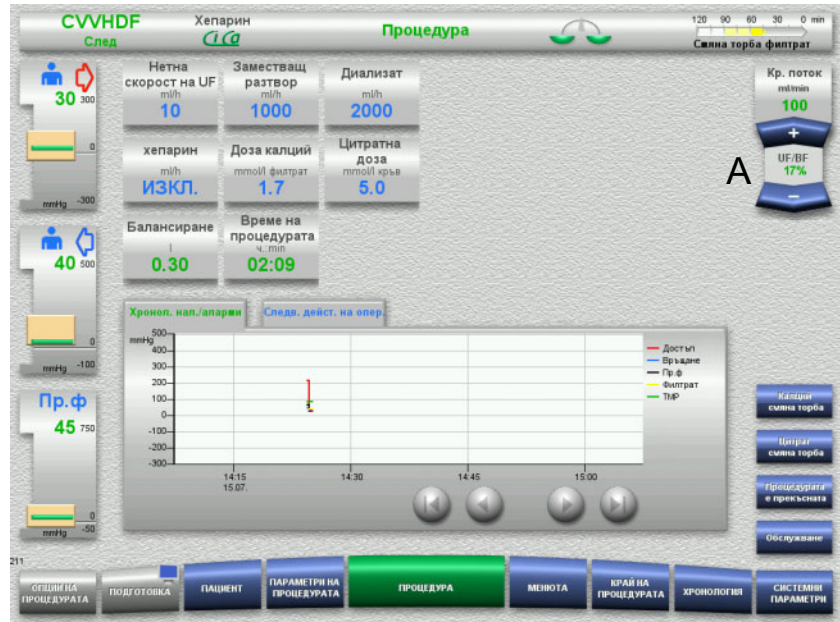 CVVHDF
След
Хепарин
CiCa
Процедура
120 90 60 30 0 min
Смяна торба филтрат
30 300
0
mmHg -300
40 500
0
mmHg -100
Пр.ф
45 750
0
mmHg -50
Нетна
скорост на UF
ml/h
10
Заместващ
разтвор
ml/h
1000
Диализат
ml/h
2000
хепарин
ml/h
ИЗКЛ.
Доза калций
mmol/l филтрат
1.7
Цитратна
доза
mmol/l кръв
5.0
Балансиране
l
0.30
Време на
процедурата
ч.:min
02:09
Кр. поток
ml/min
100
+
A
UF/BF
17%
–
Хронол. нал./аларми
Следв. дейст. на опер.
mmHg
500
400
300
200
100
0
-100
-200
-300
14:15
15.07.
14:30
14:45
15:00
Достъп
Връщане
Пр.ф
Филтрат
TMP
Калций
смяна торба
Цитрат
смяна торба
Процедурата
е прекъсната
Обслужване
211
ОПЦИИ НА
ПРОЦЕДУРАТА
ПОДГОТОВКА
ПАЦИЕНТ
ПАРАМЕТРИ НА
ПРОЦЕДУРАТА
ПРОЦЕДУРА
МЕНЮТА
КРАЙ НА
ПРОЦЕДУРАТА
ХРОНОЛОГИЯ
СИСТЕМНИ
ПАРАМЕТРИ